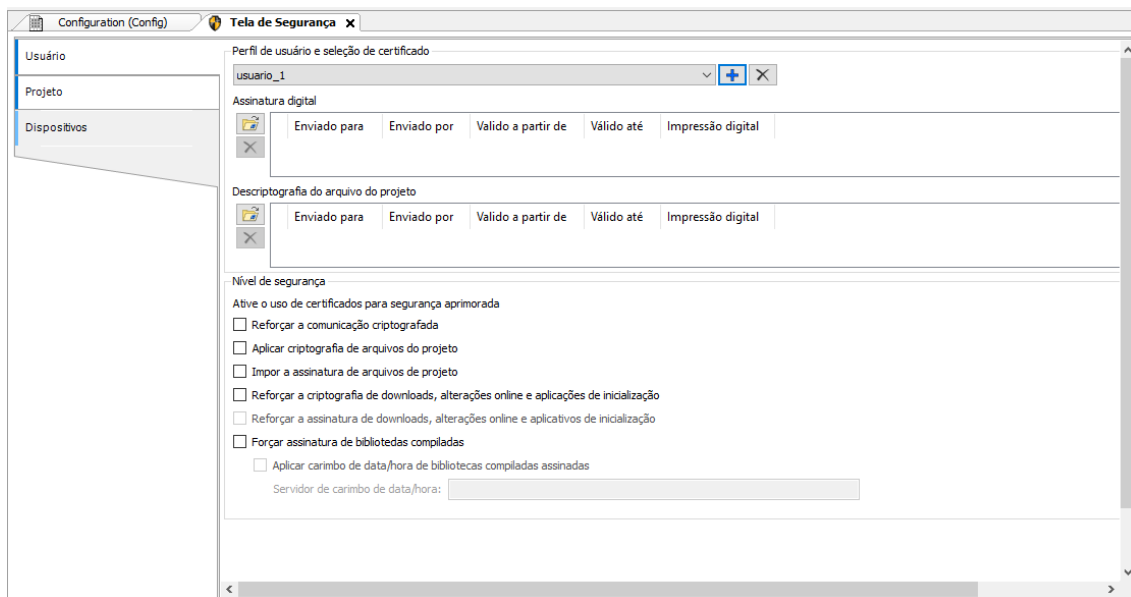 Configuration (Config)
Tela de Segurança
Usuário
Projeto
Dispositivos
Perfil de usuário e seleção de certificado
usuario_1
Assinatura digital
Enviado para Enviado por Valido a partir de Válido até Impressão digital
Descriptografia do arquivo do projeto
Enviado para Enviado por Valido a partir de Válido até Impressão digital
Nível de segurança
Ative o uso de certificados para segurança aprimorada
Reforçar a comunicação criptografada
Aplicar criptografia de arquivos do projeto
Impor a assinatura de arquivos de projeto
Reforçar a criptografia de downloads, alterações online e aplicações de inicialização
Reforçar a assinatura de downloads, alterações online e aplicativos de inicialização
Forçar assinatura de bibliotedas compiladas
Aplicar carimbo de data/hora de bibliotecas compiladas assinadas
Servidor de carimbo de data/hora: